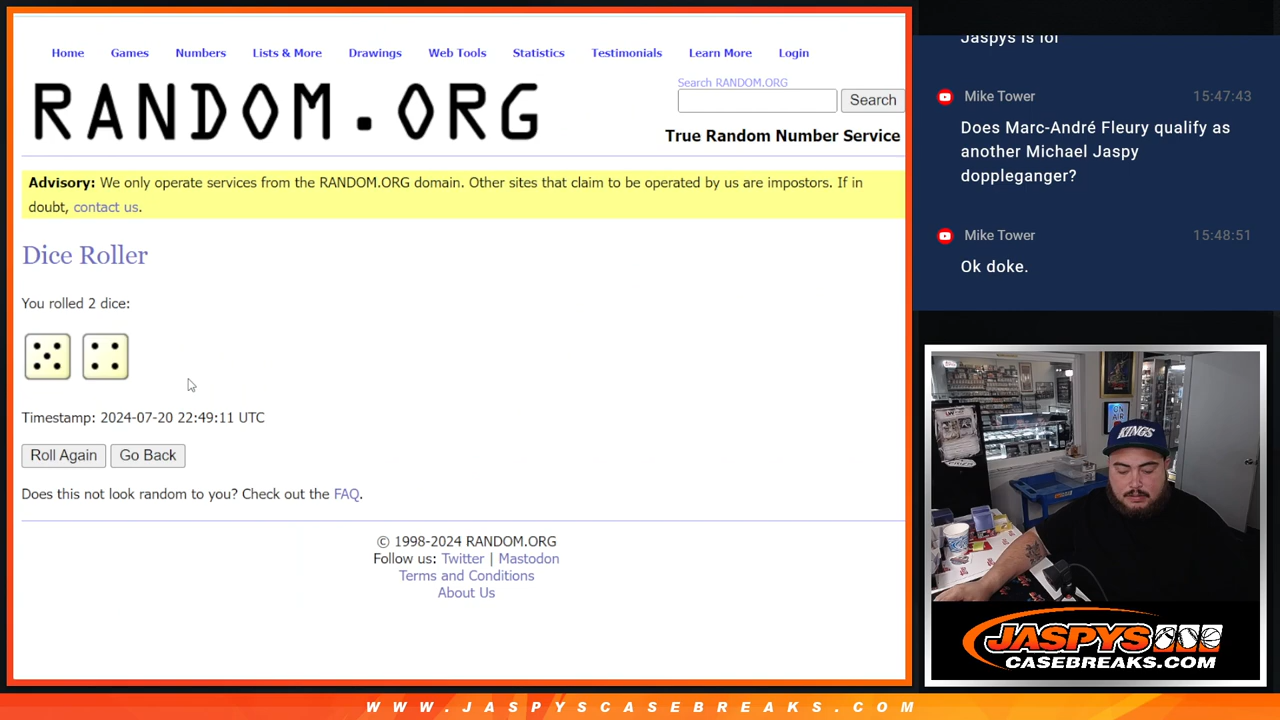 Home Games Numbers Lists & More Drawings Web Tools Statistics Testimonials Learn More Login
Search RANDOM.ORG
RANDOM.ORG
Search
True Random Number Service
Advisory: We only operate services from the RANDOM.ORG domain. Other sites that claim to be operated by us are impostors. If in
doubt, contact us.
Dice Roller
You rolled 2 dice:
Timestamp: 2024-07-20 22:49:11 UTC
Roll Again Go Back
Does this not look random to you? Check out the FAQ.
© 1998-2024 RANDOM.ORG
Follow us: Twitter | Mastodon
Terms and Conditions
About Us
Jaspys is lol
Mike Tower 15:47:43
Does Marc-André Fleury qualify as
another Michael Jaspy
doppleganger?
Mike Tower 15:48:51
Ok doke.
ON
AIR
KINGS
JASPYS
CASEBREAKS.COM
WWW.JASPYSCASEBREAKS.COM